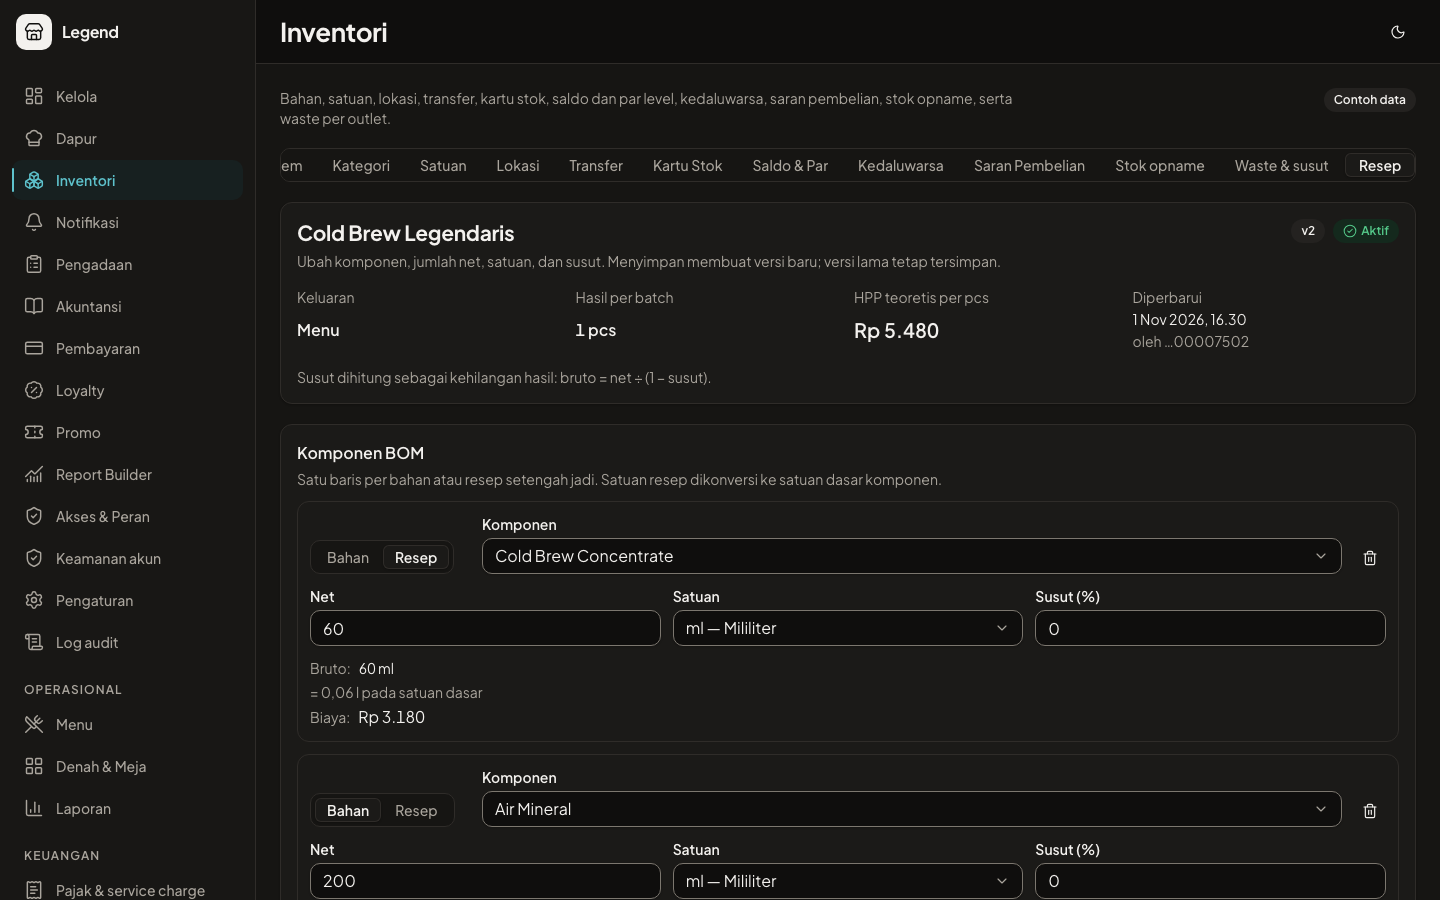 Legend
Kelola
Dapur
Inventori
Notifikasi
Pengadaan
Akuntansi
Pembayaran
Loyalty
Promo
Report Builder
Akses & Peran
Keamanan akun
Pengaturan
Log audit
OPERASIONAL
Menu
Denah & Meja
Laporan
KEUANGAN
Pajak & service charge
Inventori
Bahan, satuan, lokasi, transfer, kartu stok, saldo dan par level, kedaluwarsa, saran pembelian, stok opname, serta
waste per outlet.
Contoh data
em Kategori Satuan Lokasi Transfer Kartu Stok Saldo & Par Kedaluwarsa Saran Pembelian Stok opname Waste & susut Resep
Cold Brew Legendaris
v2 Aktif
Ubah komponen, jumlah net, satuan, dan susut. Menyimpan membuat versi baru; versi lama tetap tersimpan.
Keluaran
Menu
Hasil per batch
1 pcs
HPP teoretis per pcs
Rp 5.480
Diperbarui
1 Nov 2026, 16.30
oleh …00007502
Susut dihitung sebagai kehilangan hasil: bruto = net ÷ (1 − susut).
Komponen BOM
Satu baris per bahan atau resep setengah jadi. Satuan resep dikonversi ke satuan dasar komponen.
Komponen
Bahan Resep Cold Brew Concentrate
Net Satuan Susut (%)
60 ml — Mililiter 0
Bruto: 60 ml
= 0,06 l pada satuan dasar
Biaya: Rp 3.180
Komponen
Bahan Resep Air Mineral
Net Satuan Susut (%)
200 ml — Mililiter 0